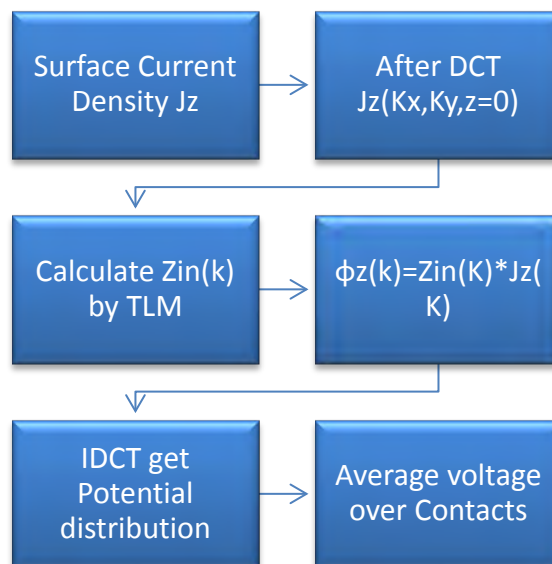 Surface Current
Density Jz
After DCT
Jz(Kx,Ky,z=0)
Calculate Zin(k)
by TLM
ϕz(k)=Zin(K)*Jz(
K)
IDCT get
Potential
distribution
Average voltage
over Contacts